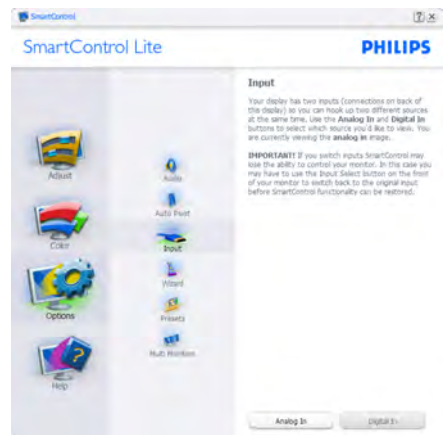 SmartControl
SmartControl Lite
PHILIPS
Adjust
Color
Options
Help
Audio
Auto Pivot
Input
Wizard
Presets
Multi Monitors
Input
Your display has two inputs (connections on back of
the display) so you can hook up two different sources
at the same time. Use the Analog In and Digital In
buttons to select which source you'd like to view. You
are currently viewing the analog in image.
IMPORTANT! If you switch inputs SmartControl may
lose the ability to control your monitor. In this case you
may have to use the Input Select button on the front
of your monitor to switch back to the original input
before SmartControl functionality can be restored.
Analog In
Digital In